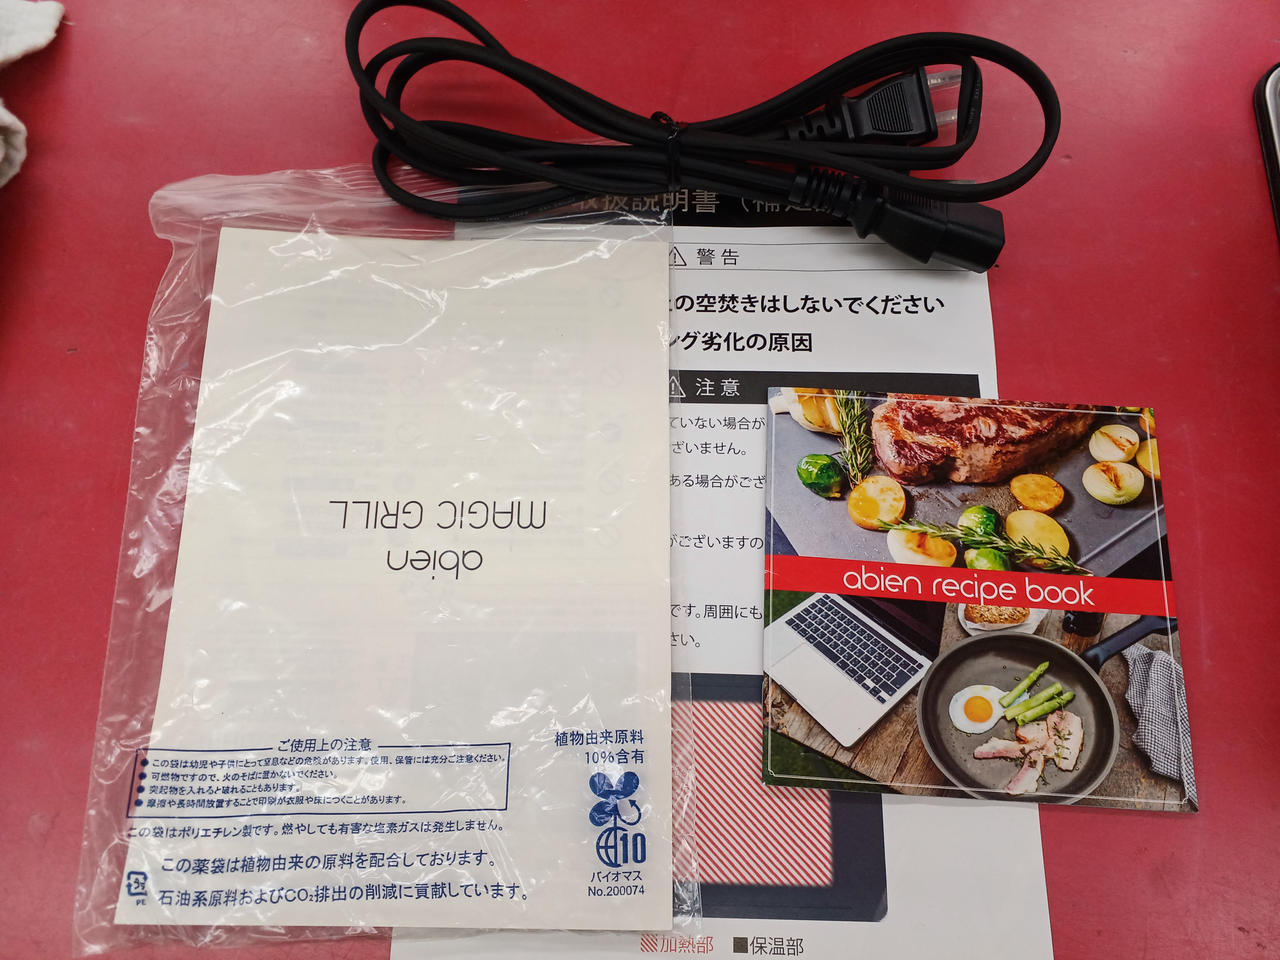 取扱説明書（補足
警告
の空焚きはしないでください
ング劣化の原因
注意
ていない場合が
ざいません。
ある場合がござ
がございますの
です。周囲にも
さい。
加熱部 保温部
abien recipe book
abien
MAGIC GRILL
ご使用上の注意
●この袋は幼児や子供にとって窒息などの危険があります。使用、保管には充分ご注意ください。
●可燃物ですので、火のそばに置かないでください。
●突起物を入れると破れることもあります。
●摩擦や長時間放置することで印刷が衣服や床につくことがあります。
この袋はポリエチレン製です。燃やしても有害な塩素ガスは発生しません。
この薬袋は植物由来の原料を配合しております。
石油系原料およびCO₂排出の削減に貢献しています。
PE
植物由来原料
10%含有
10
バイオマス
No.200074